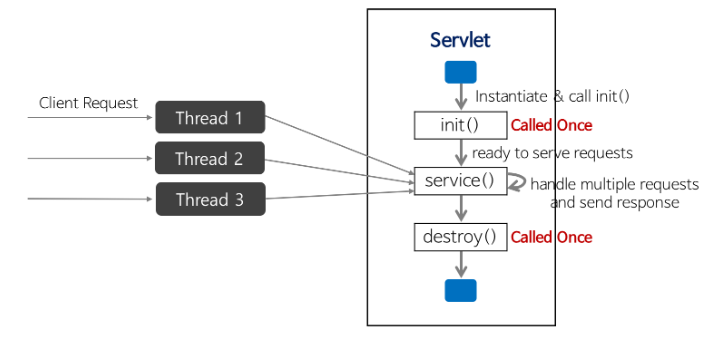 Servlet
Instantiate & call init()
Client Request
Thread 1
init()
Called Once
ready to serve requests
Thread 2
service()
handle multiple requests
and send response
Thread 3
destroy()
Called Once